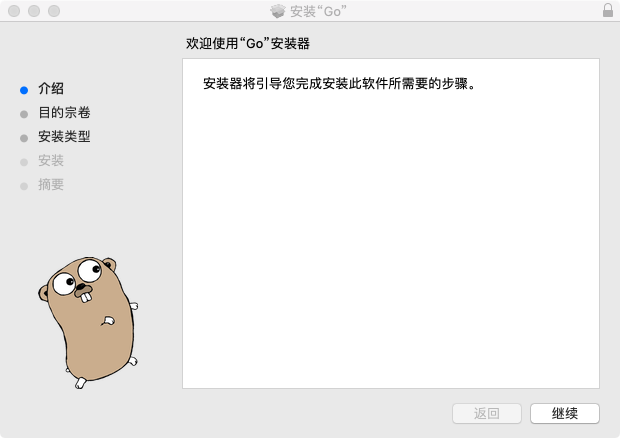 安装“Go”
欢迎使用“Go”安装器
安装器将引导您完成安装此软件所需要的步骤。
介绍
目的宗卷
安装类型
安装
摘要
返回
继续